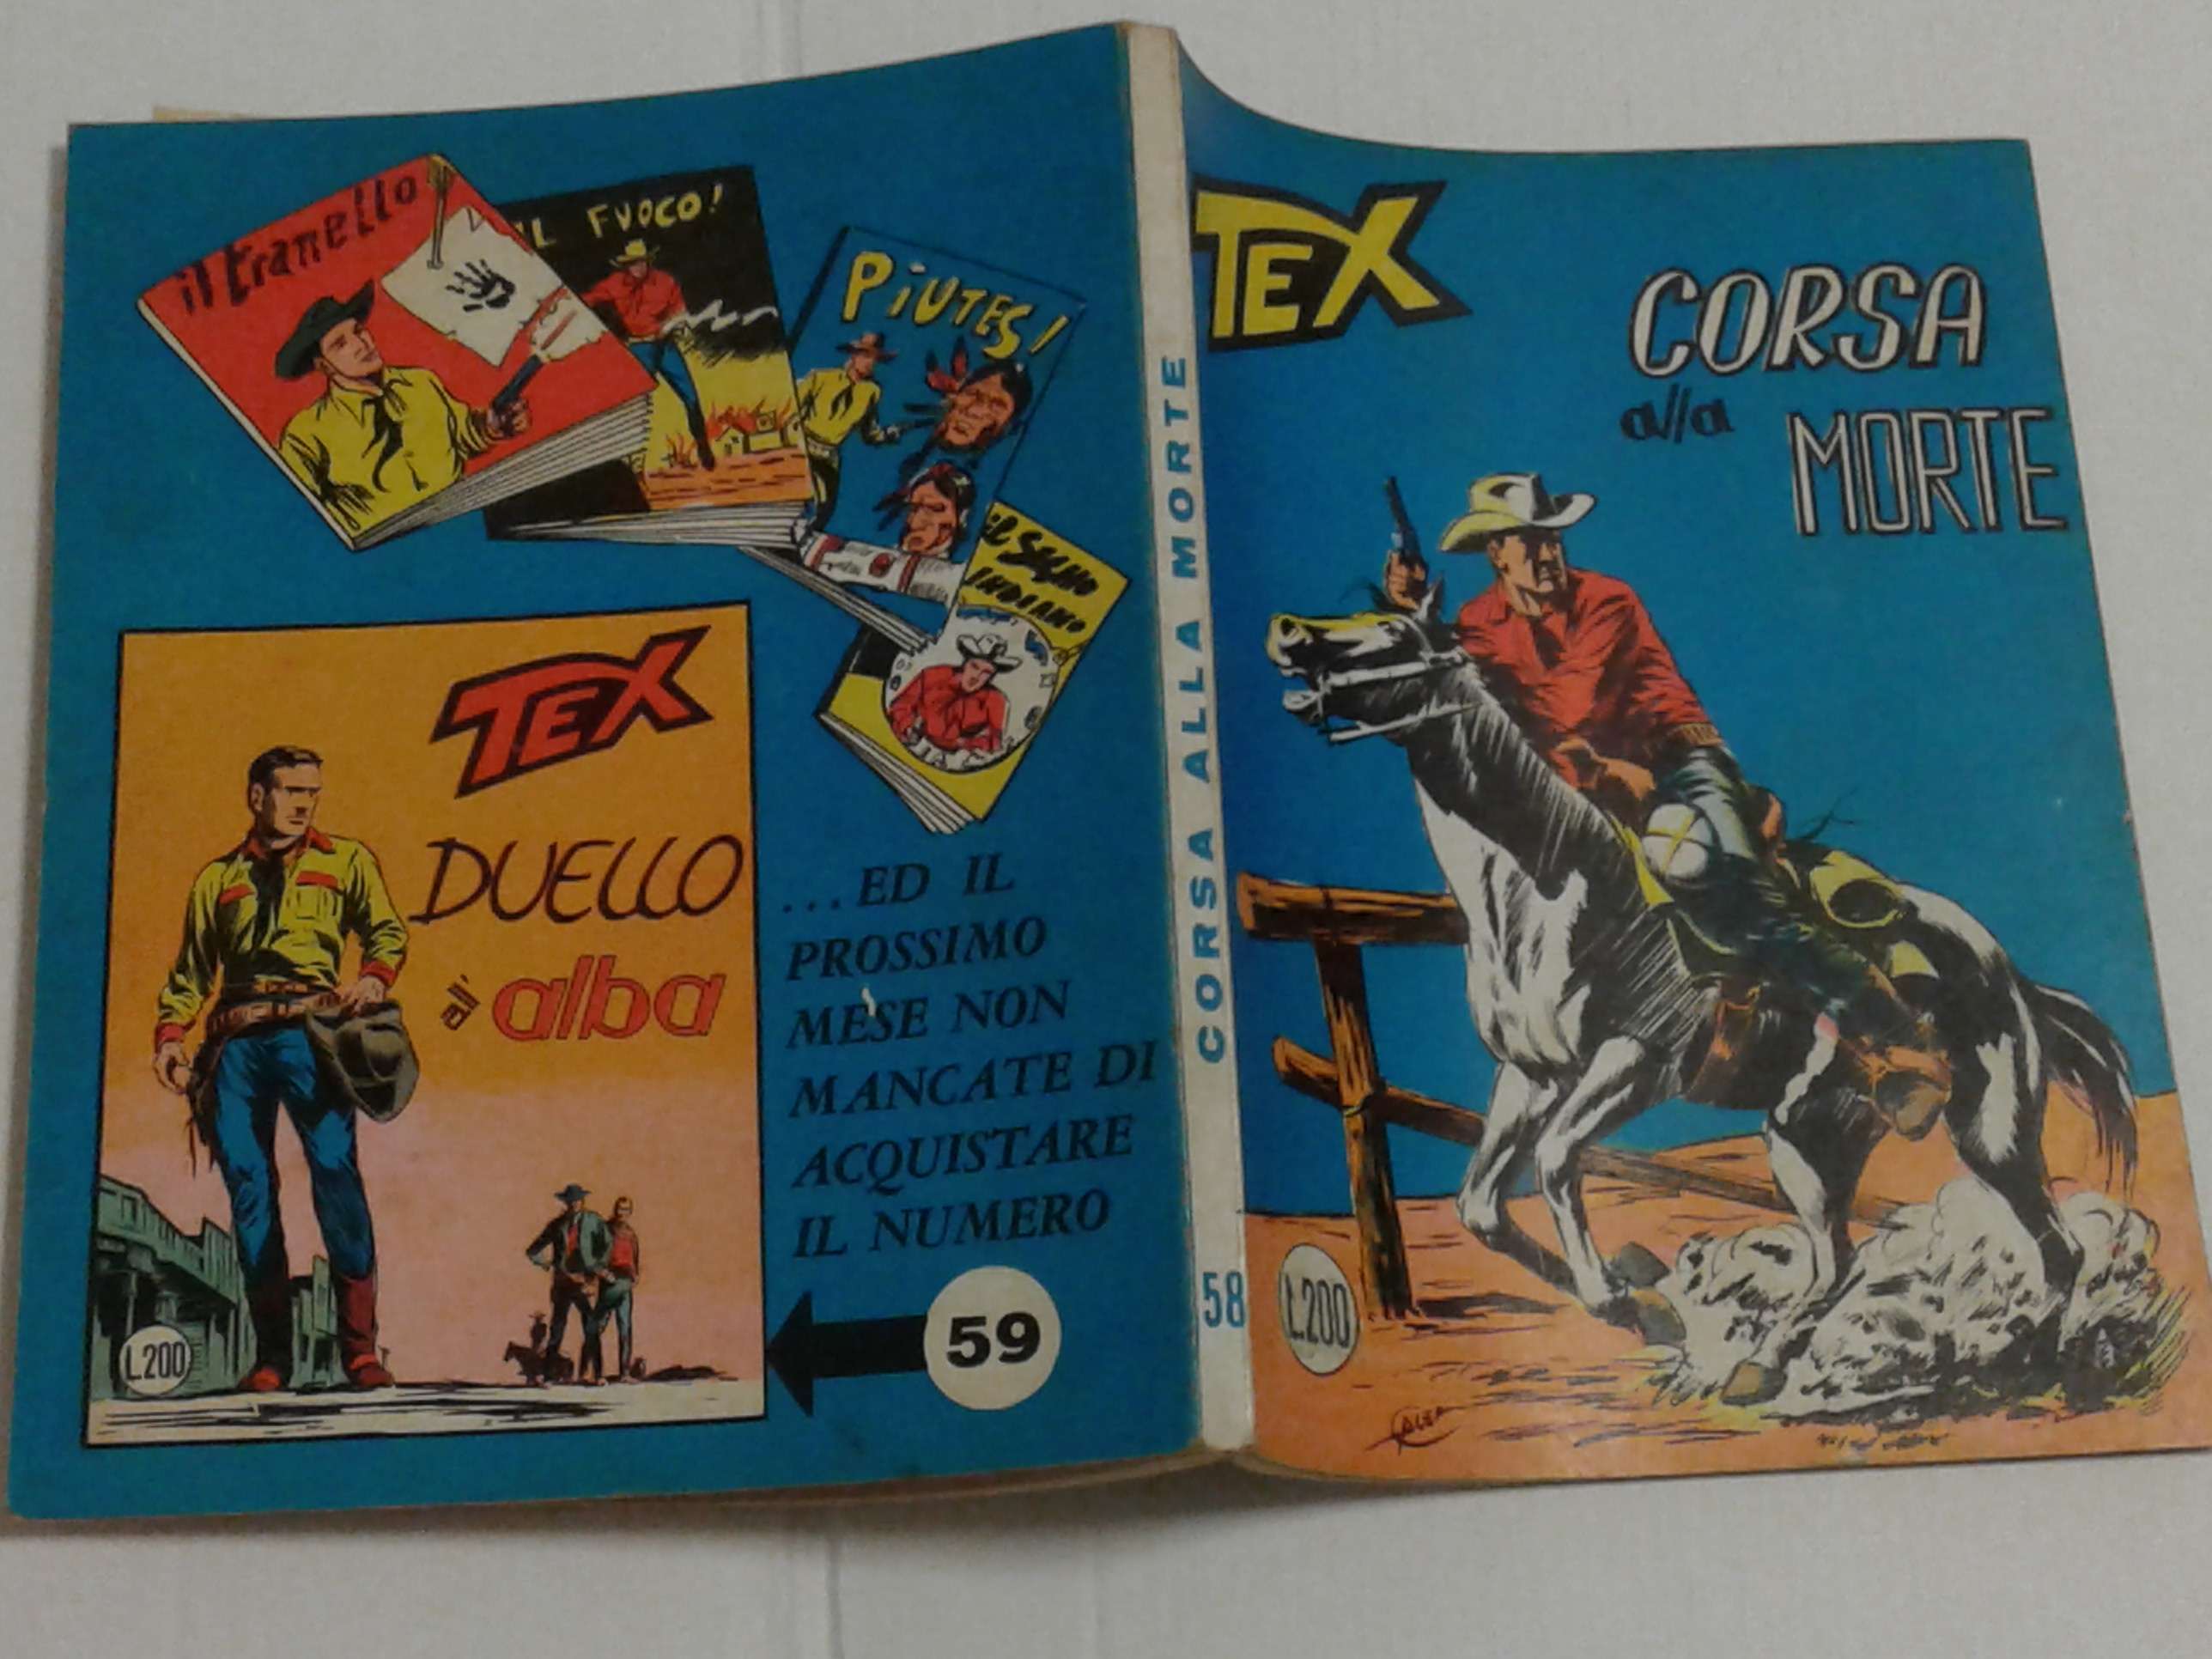 il tranello
IL FUOCO!
PIUTES!
IL SEGNO
INDIANO
TEX
DUELLO
all'alba
L.200
...ED IL
PROSSIMO
MESE NON
MANCATE DI
ACQUISTARE
IL NUMERO
59
CORSA ALLA MORTE
58
TEX
CORSA
alla
MORTE
L.200